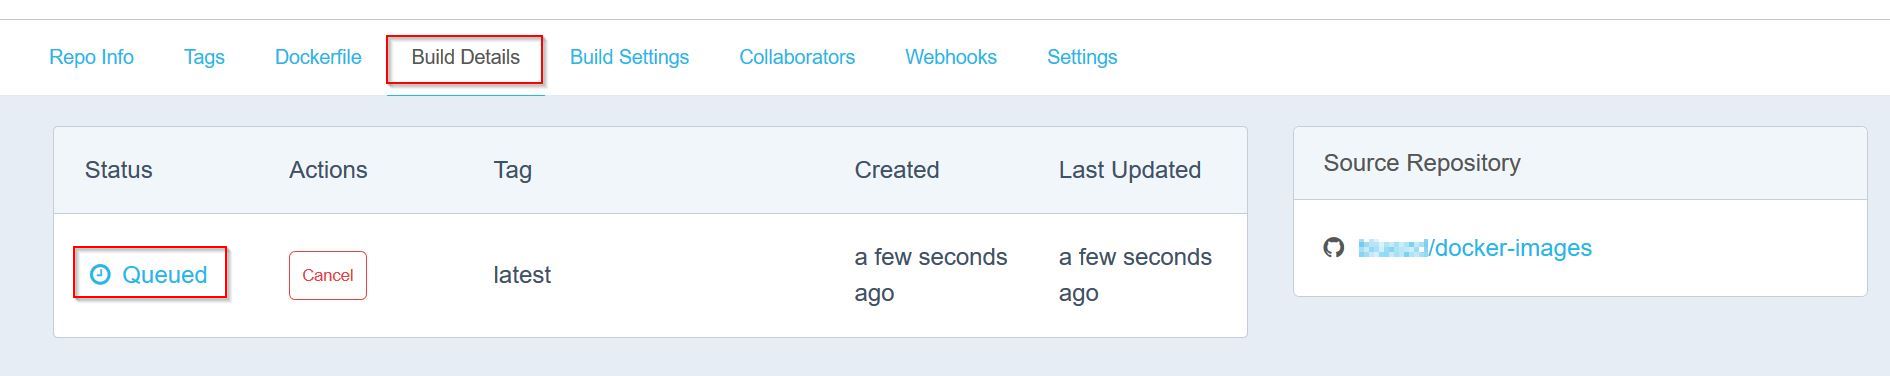 Repo Info Tags Dockerfile Build Details Build Settings Collaborators Webhooks Settings
Status Actions Tag Created Last Updated
Queued Cancel latest a few seconds ago a few seconds ago
Source Repository
/docker-images